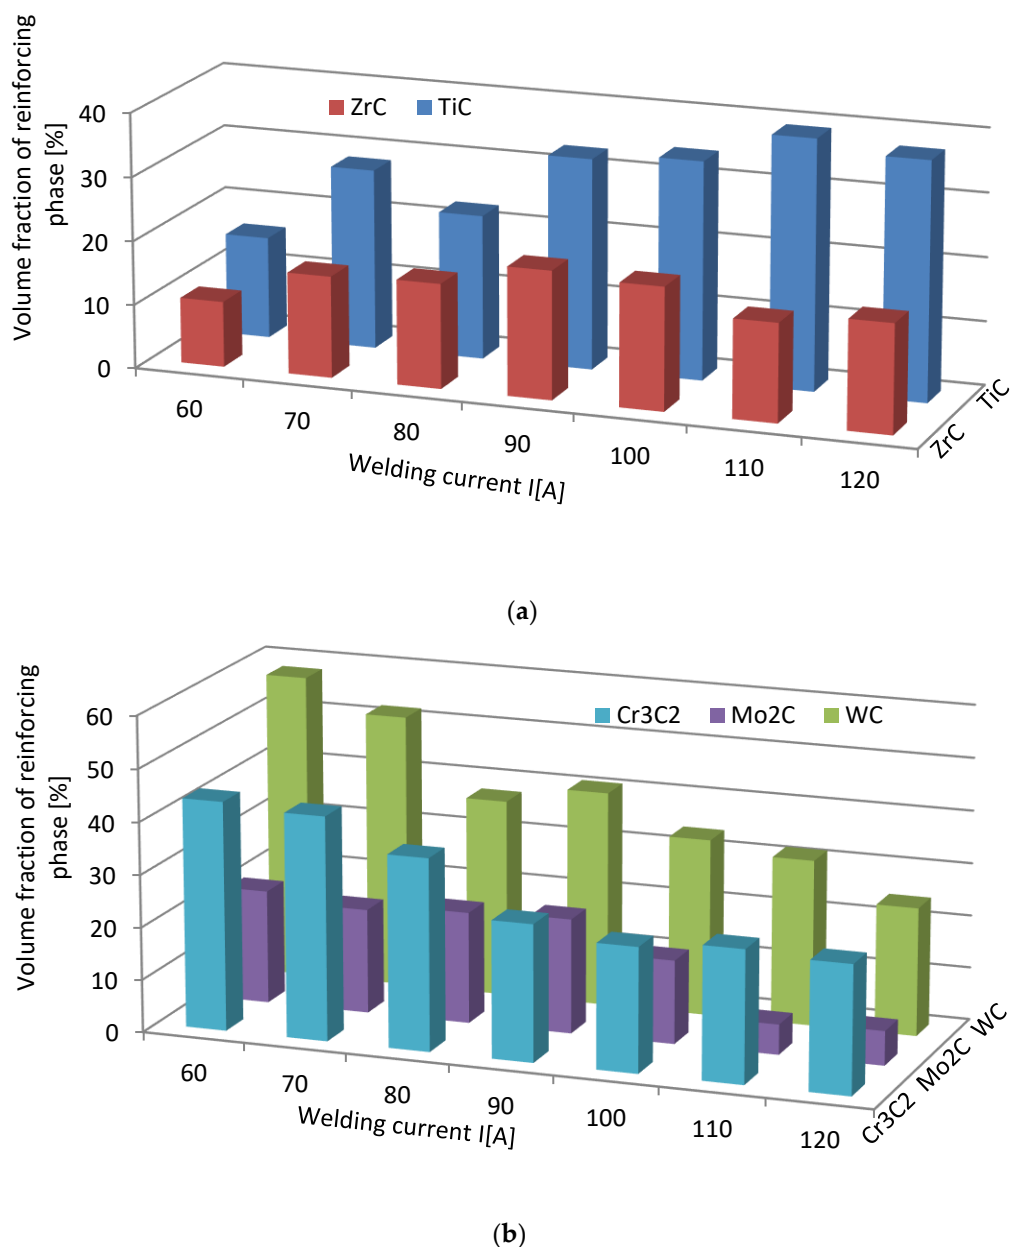 Volume fraction of reinforcing
phase [%]
ZrC TiC
40
30
20
10
0
60 70 80 90 100 110 120
Welding current I[A]
ZrC TiC
(a)
Volume fraction of reinforcing
phase [%]
Cr3C2 Mo2C WC
60
50
40
30
20
10
0
60 70 80 90 100 110 120
Welding current I[A]
Cr3C2 Mo2C WC
(b)